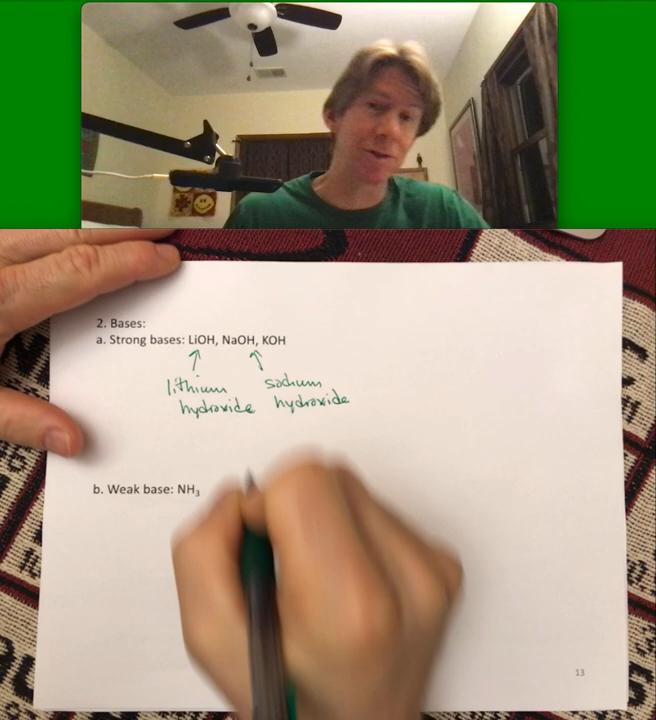 2. Bases:
a. Strong bases: LiOH, NaOH, KOH
lithium sodium
hydroxide hydroxide
b. Weak base: NH₃
13